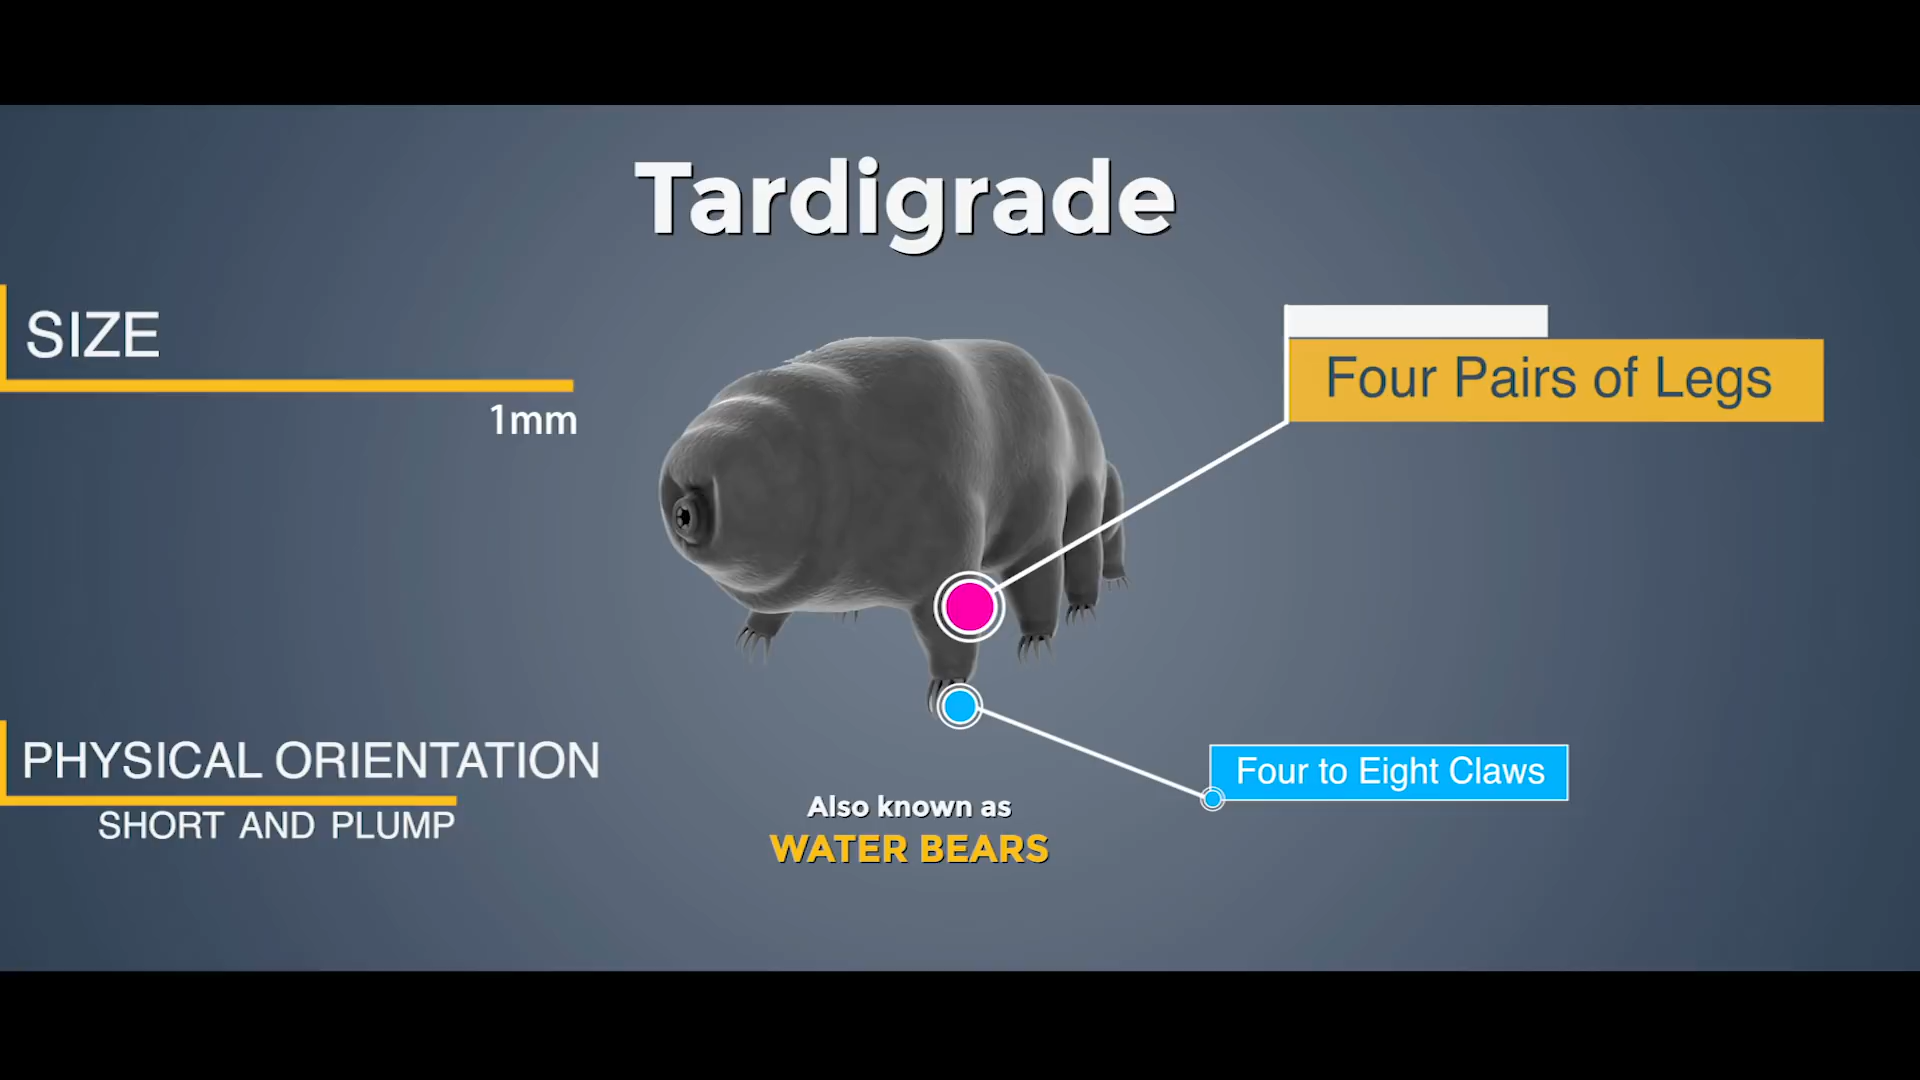 Tardigrade
SIZE
1mm
Four Pairs of Legs
PHYSICAL ORIENTATION
SHORT AND PLUMP
Four to Eight Claws
Also known as
WATER BEARS